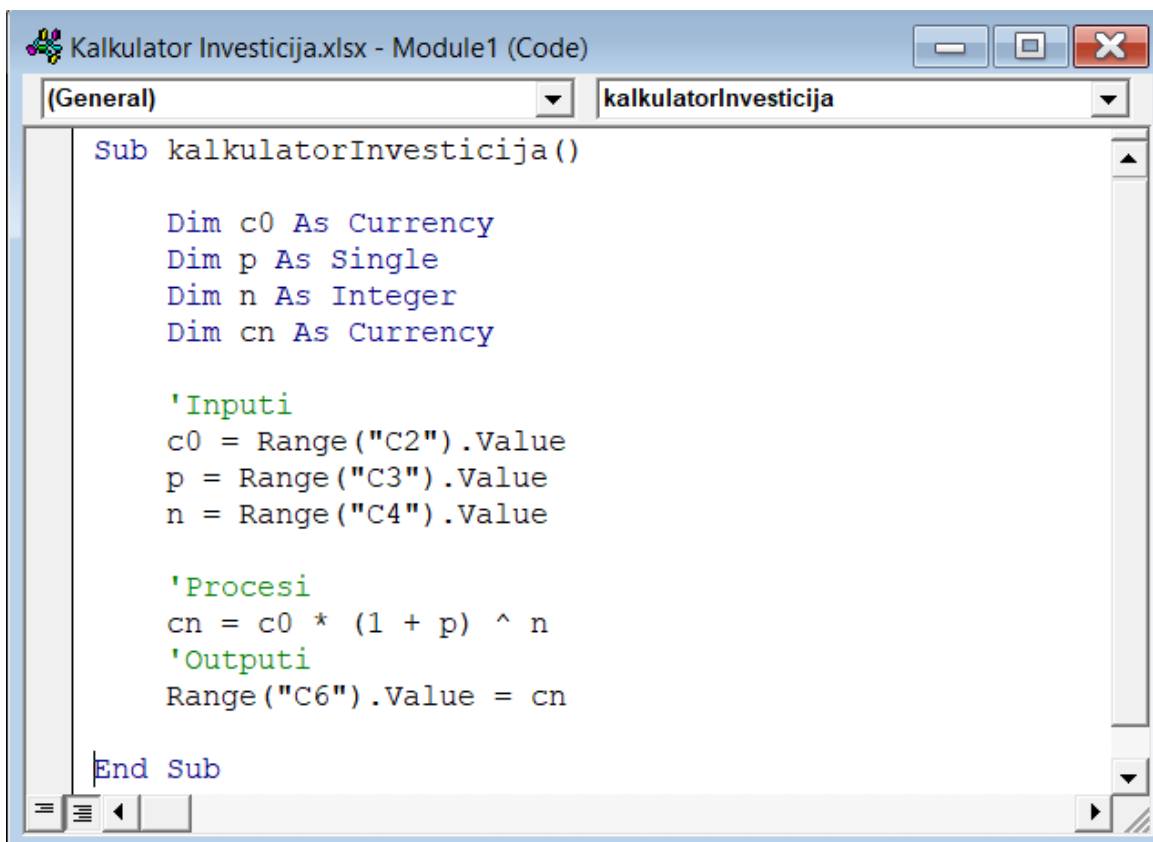 Kalkulator Investicija.xlsx - Module1 (Code)
(General) kalkulatorInvesticija
Sub kalkulatorInvesticija()
Dim c0 As Currency
Dim p As Single
Dim n As Integer
Dim cn As Currency
'Inputi
c0 = Range("C2").Value
p = Range("C3").Value
n = Range("C4").Value
'Procesi
cn = c0 * (1 + p) ^ n
'Outputi
Range("C6").Value = cn
End Sub